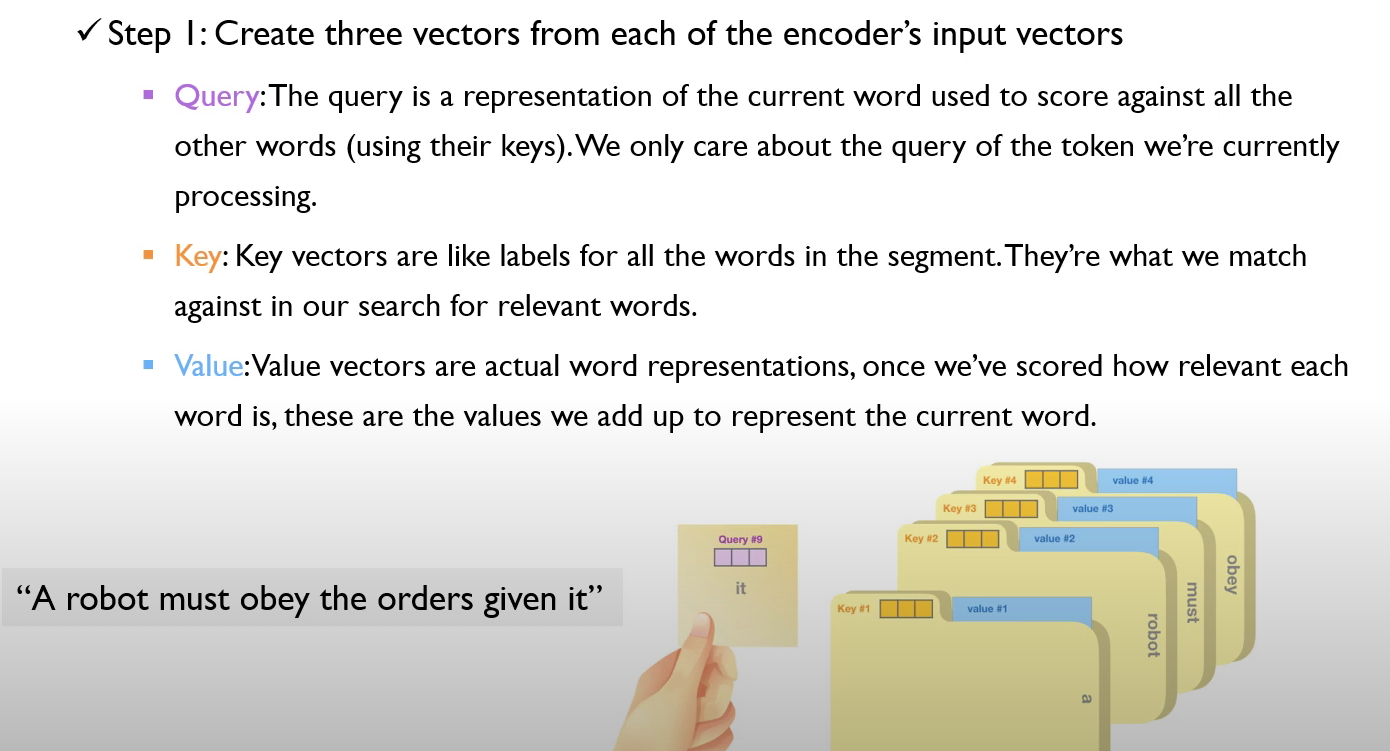 ✓ Step 1: Create three vectors from each of the encoder’s input vectors
▪ Query: The query is a representation of the current word used to score against all the
other words (using their keys). We only care about the query of the token we’re currently
processing.
▪ Key: Key vectors are like labels for all the words in the segment. They’re what we match
against in our search for relevant words.
▪ Value: Value vectors are actual word representations, once we’ve scored how relevant each
word is, these are the values we add up to represent the current word.
“A robot must obey the orders given it”
Query #9
it
Key #4 value #4
obey
Key #3 value #3
must
Key #2 value #2
robot
Key #1 value #1
a